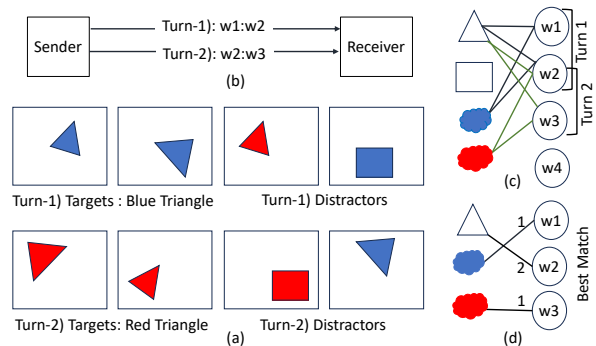 Sender
Turn-1): w1:w2
Turn-2): w2:w3
Receiver
(b)
Turn-1) Targets : Blue Triangle
Turn-1) Distractors
Turn-2) Targets: Red Triangle
(a)
Turn-2) Distractors
w1
w2
w3
w4
Turn 1
Turn 2
(c)
1
w1
2
w2
1
w3
Best Match
(d)